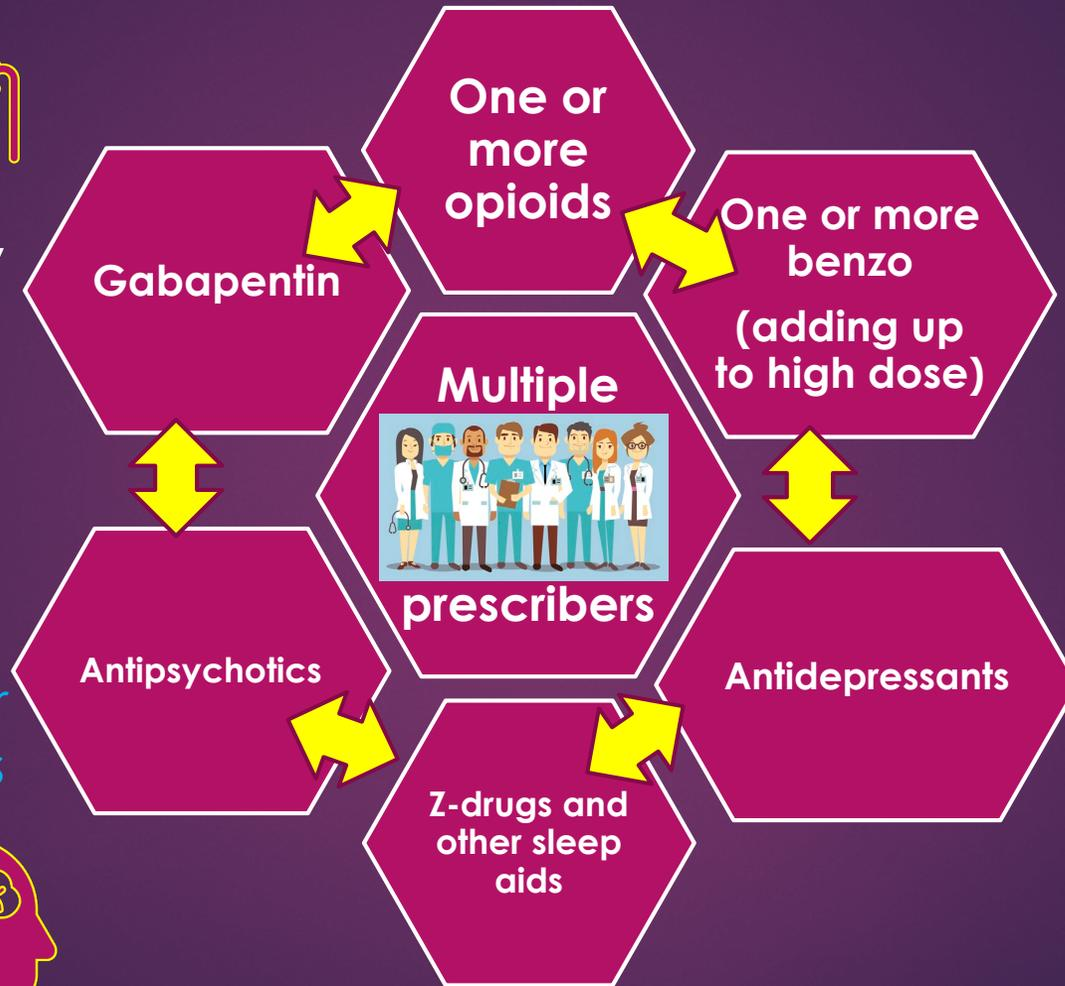 One or
more
opioids
Gabapentin
One or more
benzo
(adding up
to high dose)
Multiple
prescribers
Antipsychotics
Antidepressants
Z-drugs and
other sleep
aids